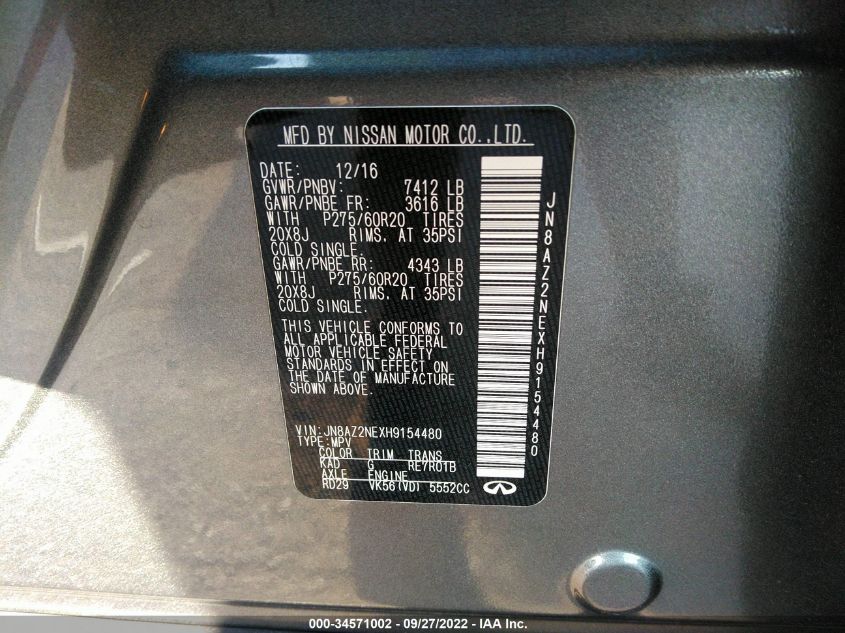 MFD BY NISSAN MOTOR CO.,LTD.
DATE: 12/16
GVWR/PNBV: 7412 LB
GAWR/PNBE FR: 3616 LB
WITH P275/60R20 TIRES
20X8J RIMS. AT 35PSI
COLD SINGLE.
GAWR/PNBE RR: 4343 LB
WITH P275/60R20 TIRES
20X8J RIMS. AT 35PSI
COLD SINGLE.
THIS VEHICLE CONFORMS TO
ALL APPLICABLE FEDERAL
MOTOR VEHICLE SAFETY
STANDARDS IN EFFECT ON
THE DATE OF MANUFACTURE
SHOWN ABOVE.
VIN:JN8AZ2NEXH9154480
TYPE:MPV
COLOR TRIM TRANS
KAD G RE7R01B
AXLE ENGINE
RD29 VK56(VD) 5552CC
JN8AZ2NEXH9154480
000-34571002 - 09/27/2022 - IAA Inc.